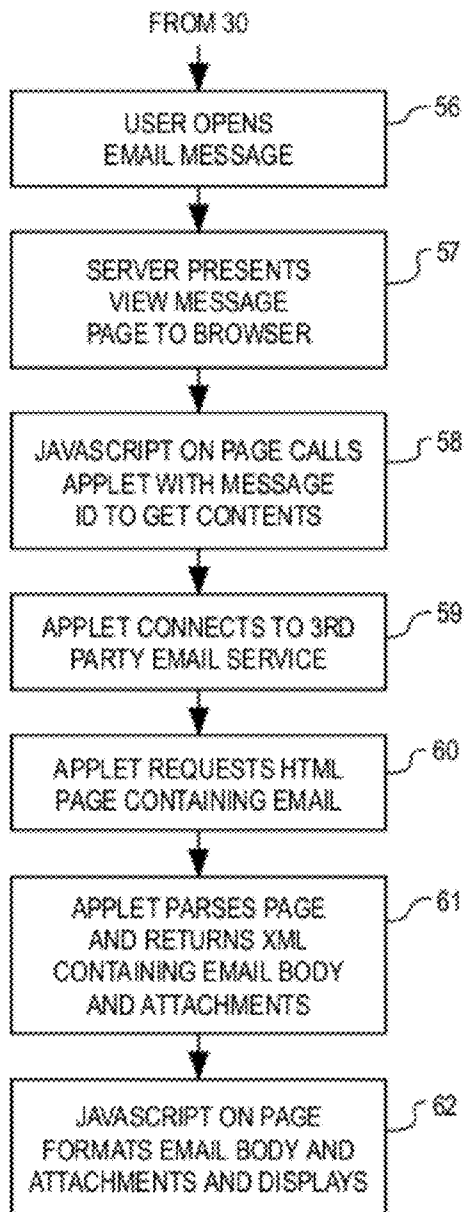 FROM 30
USER OPENS
EMAIL MESSAGE
56
SERVER PRESENTS
VIEW MESSAGE
PAGE TO BROWSER
57
JAVASCRIPT ON PAGE CALLS
APPLET WITH MESSAGE
ID TO GET CONTENTS
58
APPLET CONNECTS TO 3RD
PARTY EMAIL SERVICE
59
APPLET REQUESTS HTML
PAGE CONTAINING EMAIL
60
APPLET PARSES PAGE
AND RETURNS XML
CONTAINING EMAIL BODY
AND ATTACHMENTS
61
JAVASCRIPT ON PAGE
FORMATS EMAIL BODY AND
ATTACHMENTS AND DISPLAYS
62